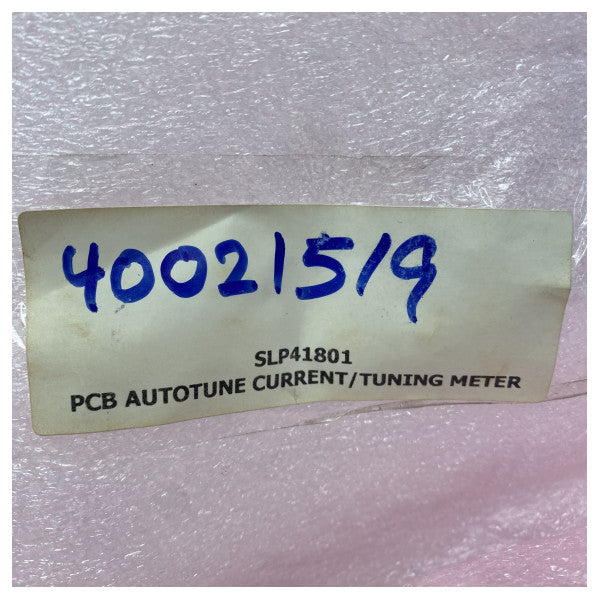 40021519
SLP41801
PCB AUTOTUNE CURRENT/TUNING METER